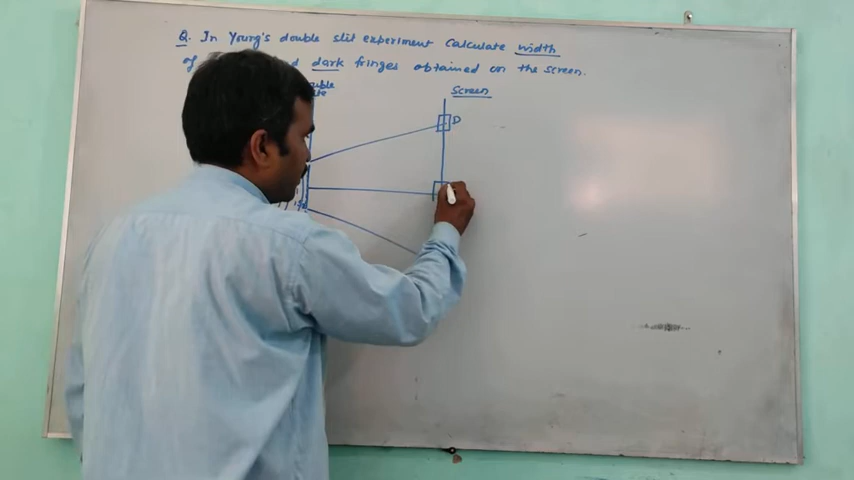 Q. In Young's double slit experiment Calculate width
of dark fringes obtained on the screen.
Screen
D